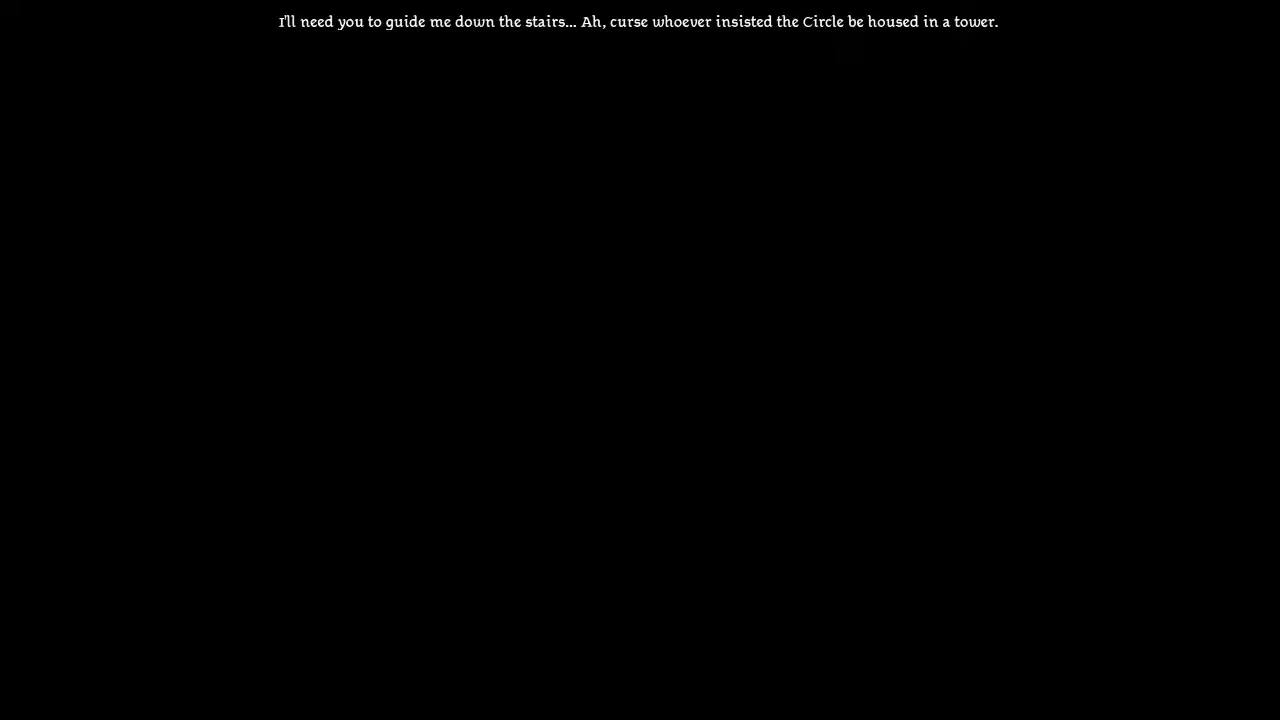 I'll need you to guide me down the stairs... Ah, curse whoever insisted the Circle be housed in a tower.